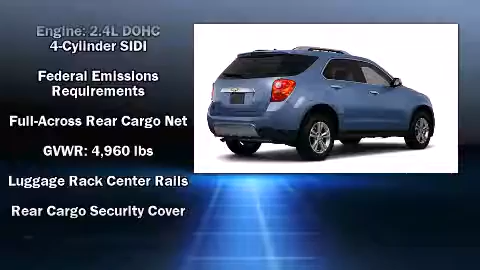 Engine: 2.4L DOHC
4-Cylinder SIDI
Federal Emissions
Requirements
Full-Across Rear Cargo Net
GVWR: 4,960 lbs
Luggage Rack Center Rails
Rear Cargo Security Cover